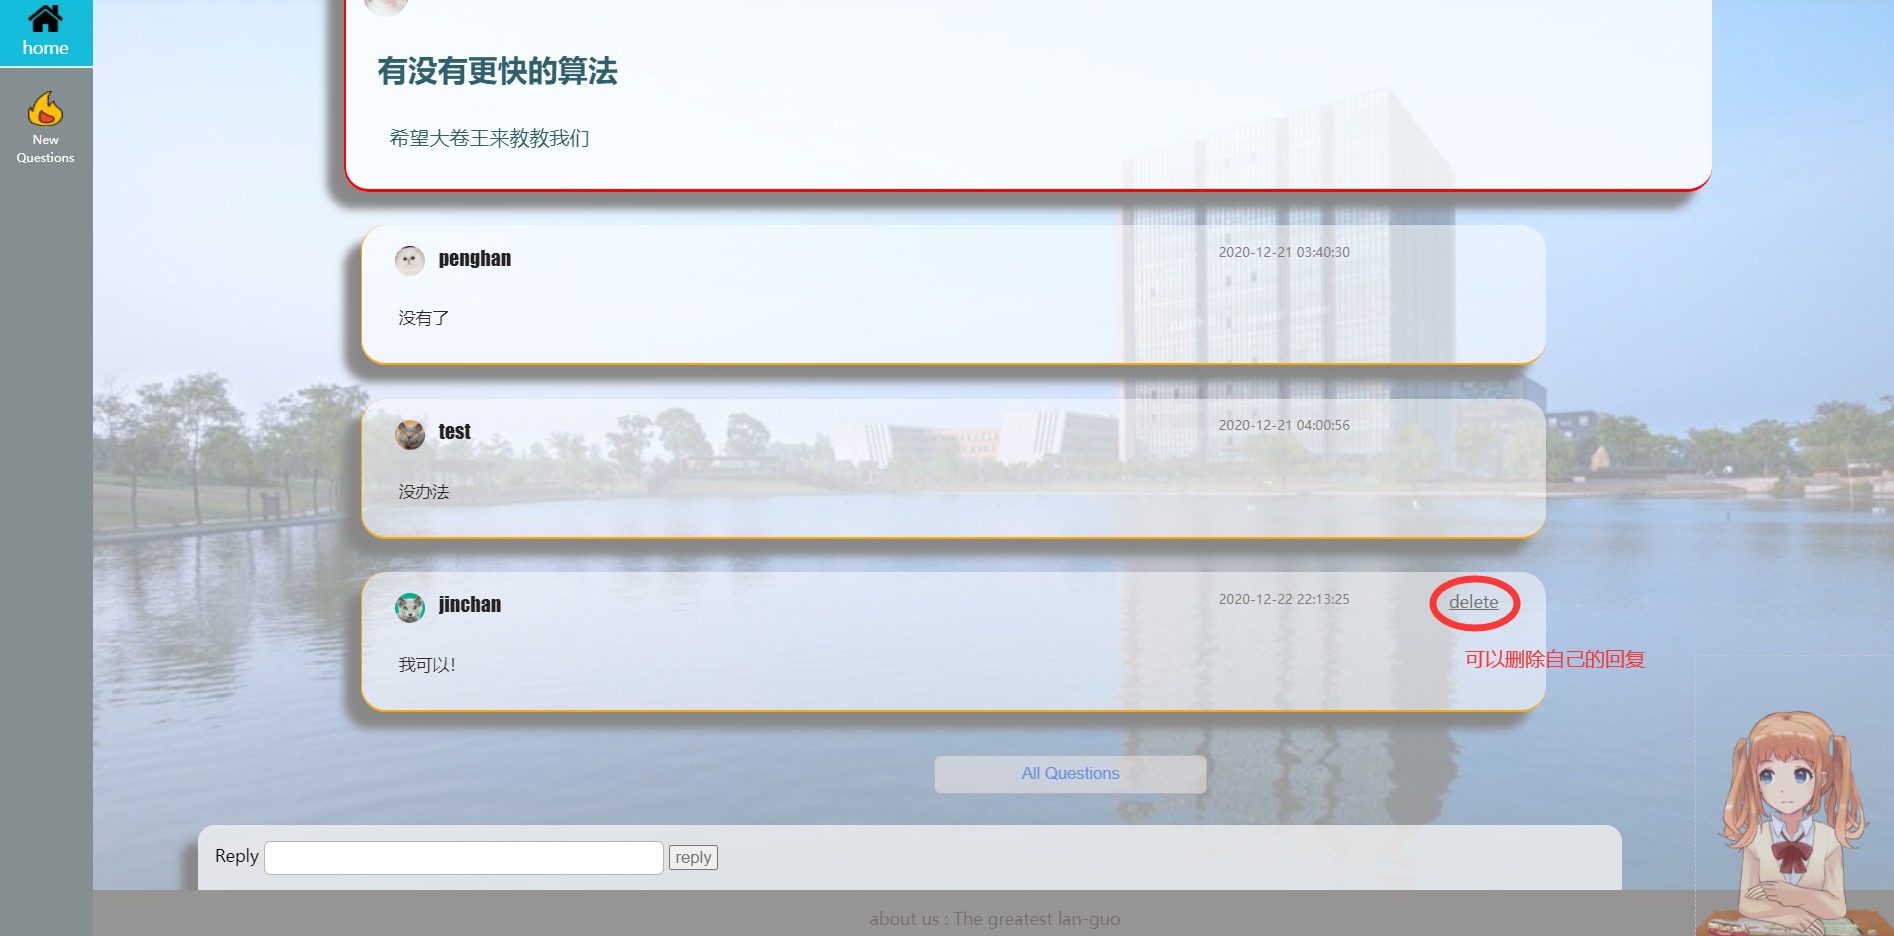 home
New
Questions
有没有更快的算法
希望大卷王来教教我们
penghan
2020-12-21 03:40:30
没有了
test
2020-12-21 04:00:56
没办法
jinchan
2020-12-22 22:13:25
delete
我可以！
可以删除自己的回复
All Questions
Reply
reply
about us : The greatest lan-guo